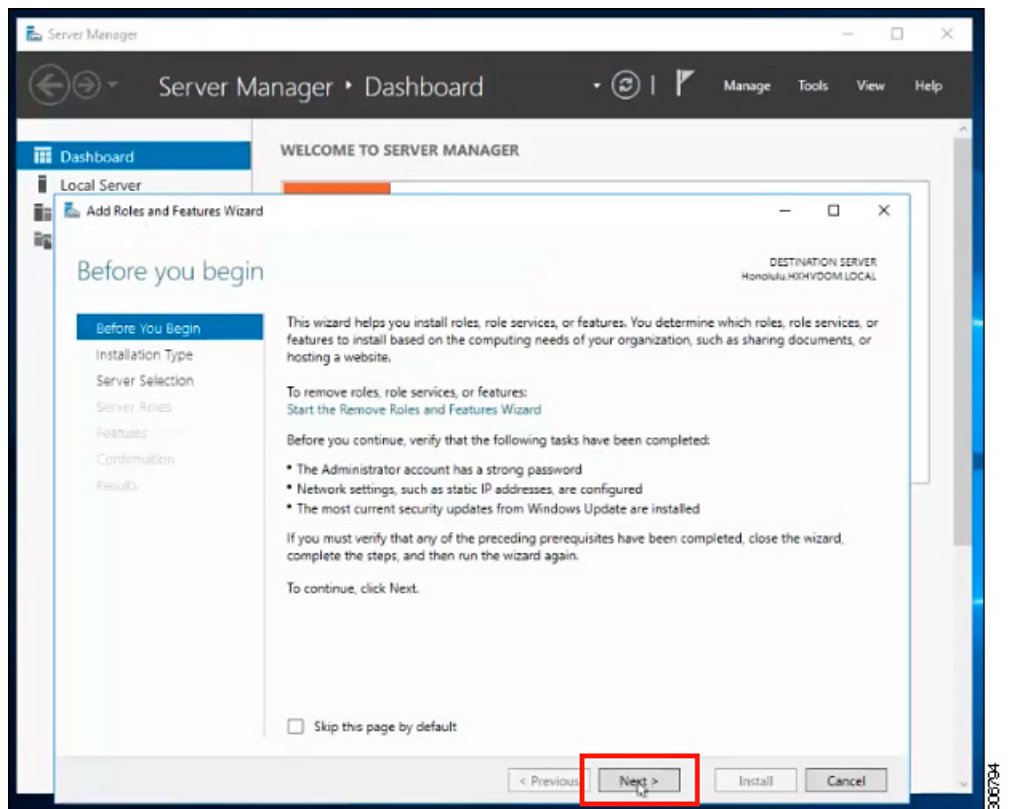 Server Manager
Server Manager • Dashboard
Manage Tools View Help
Dashboard
Local Server
WELCOME TO SERVER MANAGER
Add Roles and Features Wizard
Before you begin
DESTINATION SERVER
Honolulu.HXHVDOM.LOCAL
Before You Begin
Installation Type
Server Selection
Server Roles
Features
Confirmation
Results
This wizard helps you install roles, role services, or features. You determine which roles, role services, or
features to install based on the computing needs of your organization, such as sharing documents, or
hosting a website.
To remove roles, role services, or features:
Start the Remove Roles and Features Wizard
Before you continue, verify that the following tasks have been completed:
• The Administrator account has a strong password
• Network settings, such as static IP addresses, are configured
• The most current security updates from Windows Update are installed
If you must verify that any of the preceding prerequisites have been completed, close the wizard,
complete the steps, and then run the wizard again.
To continue, click Next.
Skip this page by default
< Previous Next > Install Cancel
306794